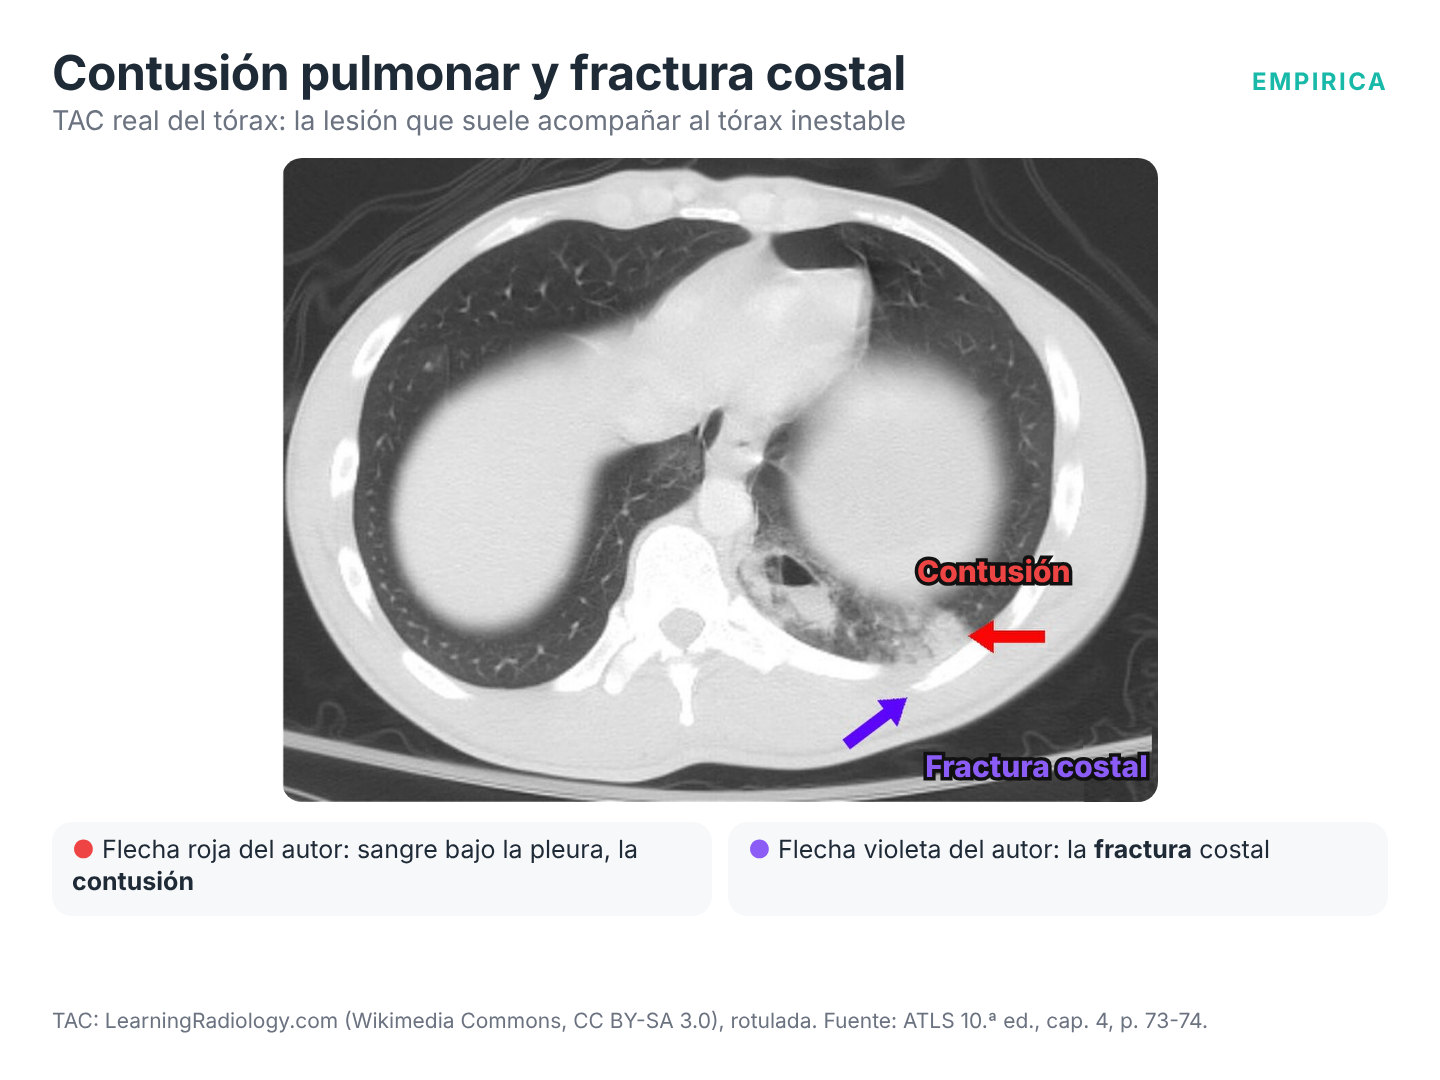 Contusión pulmonar y fractura costal
EMPIRICA
TAC real del tórax: la lesión que suele acompañar al tórax inestable
Contusión
Fractura costal
Flecha roja del autor: sangre bajo la pleura, la
contusión
Flecha violeta del autor: la fractura costal
TAC: LearningRadiology.com (Wikimedia Commons, CC BY-SA 3.0), rotulada. Fuente: ATLS 10.ª ed., cap. 4, p. 73-74.